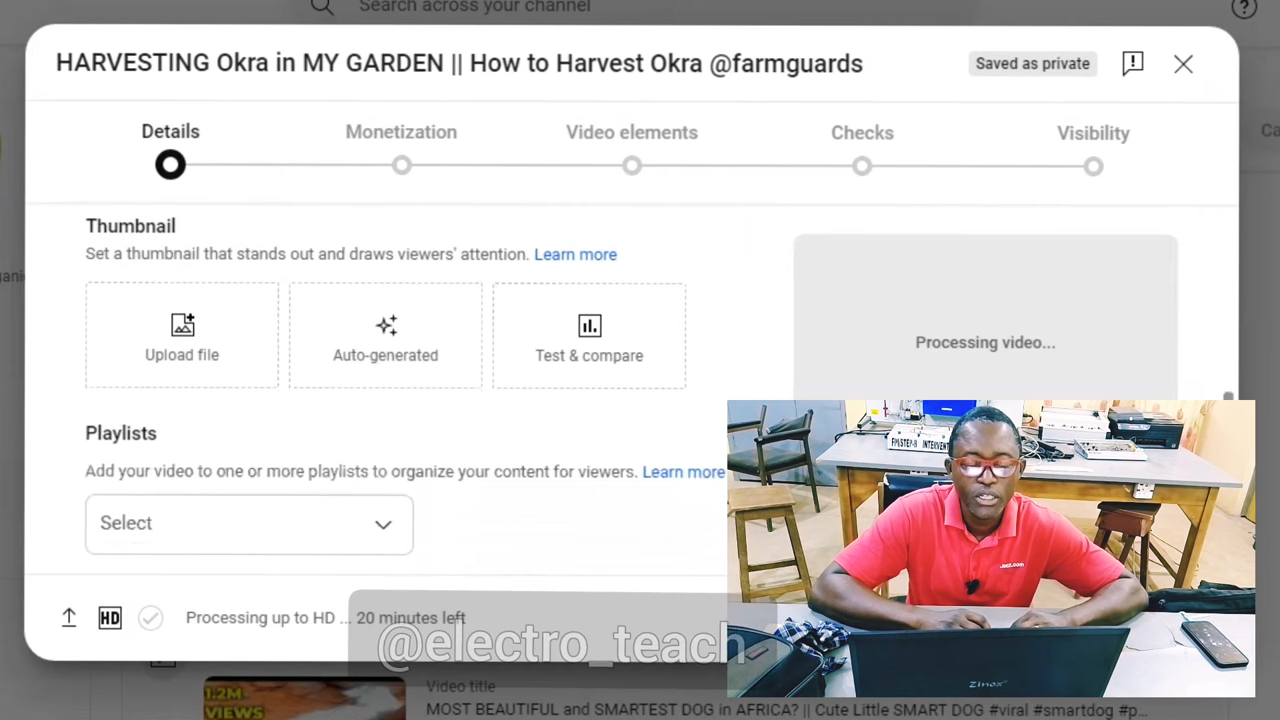 Search across your channel
HARVESTING Okra in MY GARDEN || How to Harvest Okra @farmguards
Saved as private
Details
Monetization
Video elements
Checks
Visibility
Thumbnail
Set a thumbnail that stands out and draws viewers' attention. Learn more
Upload file
Auto-generated
Test & compare
Processing video...
Playlists
Add your video to one or more playlists to organize your content for viewers. Learn more
Select
HD
Processing up to HD ... 20 minutes left
@electro_teach
Zinox
1.2M
VIEWS
Video title
MOST BEAUTIFUL and SMARTEST DOG in AFRICA? || Cute Little SMART DOG #viral #smartdog #p...